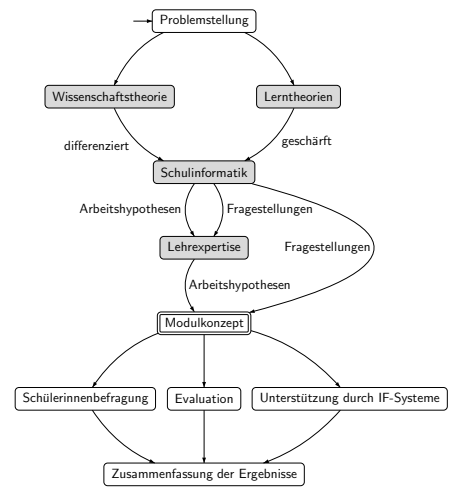 Problemstellung
Wissenschaftstheorie
Lerntheorien
differenziert
geschärft
Schulinformatik
Arbeitshypothesen
Fragestellungen
Lehrexpertise
Fragestellungen
Arbeitshypothesen
Modulkonzept
Schülerinnenbefragung
Evaluation
Unterstützung durch IF-Systeme
Zusammenfassung der Ergebnisse